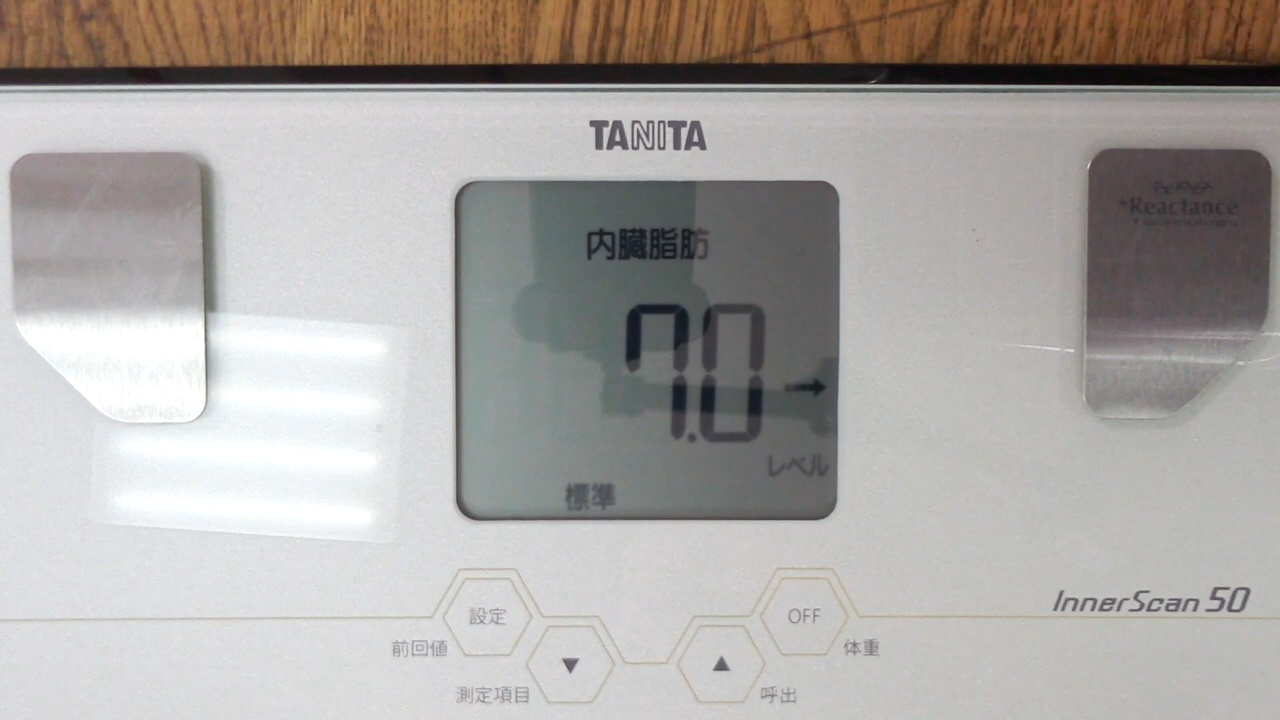 TANITA
Reactance
内臓脂肪
7.0
レベル
標準
InnerScan 50
設定
OFF
前回値
体重
▼
▲
測定項目
呼出